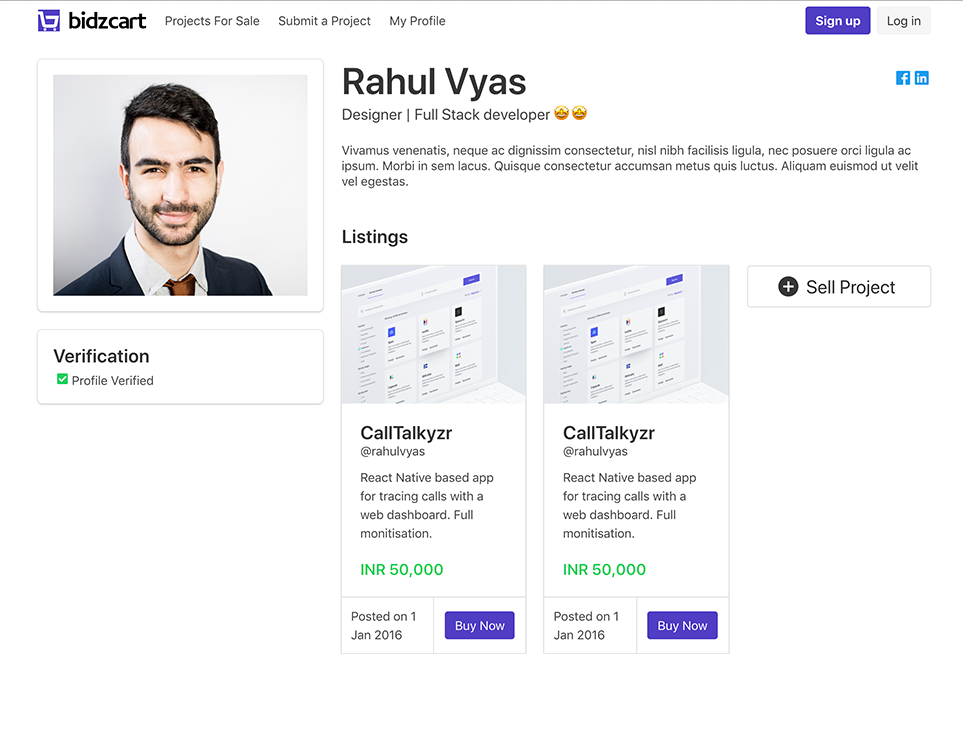 bidzcart Projects For Sale Submit a Project My Profile Sign up Log in
Rahul Vyas
Designer | Full Stack developer 🤩🤩
Vivamus venenatis, neque ac dignissim consectetur, nisl nibh facilisis ligula, nec posuere orci ligula ac
ipsum. Morbi in sem lacus. Quisque consectetur accumsan metus quis luctus. Aliquam euismod ut velit
vel egestas.
Verification
Profile Verified
Listings
CallTalkyzr
@rahulvyas
React Native based app
for tracing calls with a
web dashboard. Full
monitisation.
INR 50,000
Posted on 1
Jan 2016
Buy Now
CallTalkyzr
@rahulvyas
React Native based app
for tracing calls with a
web dashboard. Full
monitisation.
INR 50,000
Posted on 1
Jan 2016
Buy Now
Sell Project